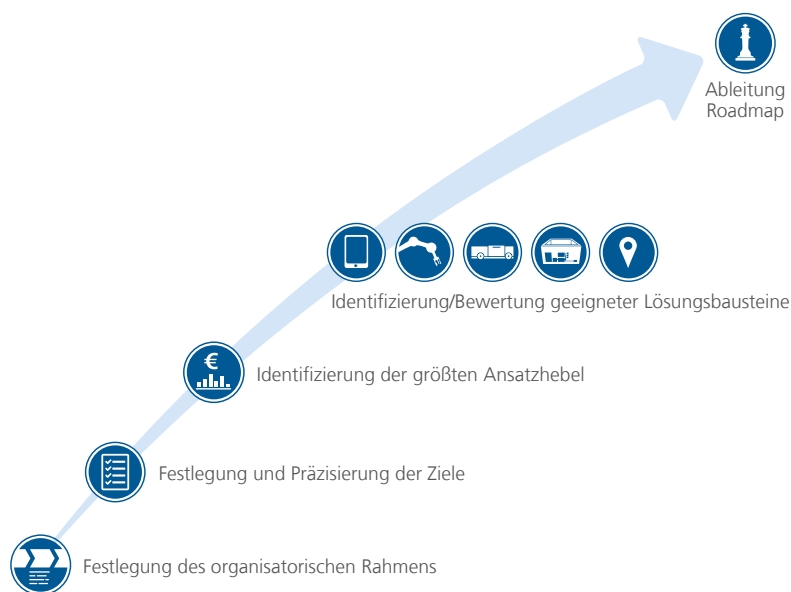 Ableitung
Roadmap
Identifizierung/Bewertung geeigneter Lösungsbausteine
€
Identifizierung der größten Ansatzhebel
Festlegung und Präzisierung der Ziele
Festlegung des organisatorischen Rahmens